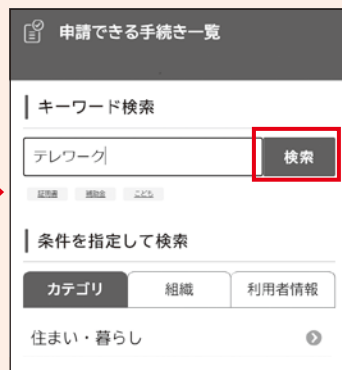 申請できる手続き一覧
キーワード検索
テレワーク 検索
証明書 補助金 こども
条件を指定して検索
カテゴリ 組織 利用者情報
住まい・暮らし